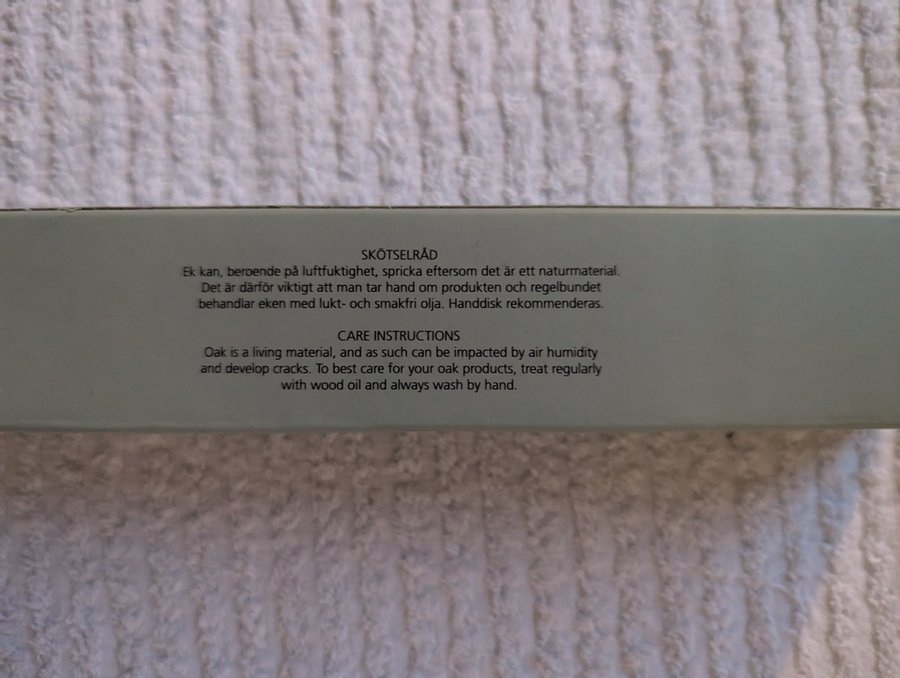 SKÖTSELRÅD
Ek kan, beroende på luftfuktighet, spricka eftersom det är ett naturmaterial.
Det är därför viktigt att man tar hand om produkten och regelbundet
behandlar eken med lukt- och smakfri olja. Handdisk rekommenderas.
CARE INSTRUCTIONS
Oak is a living material, and as such can be impacted by air humidity
and develop cracks. To best care for your oak products, treat regularly
with wood oil and always wash by hand.